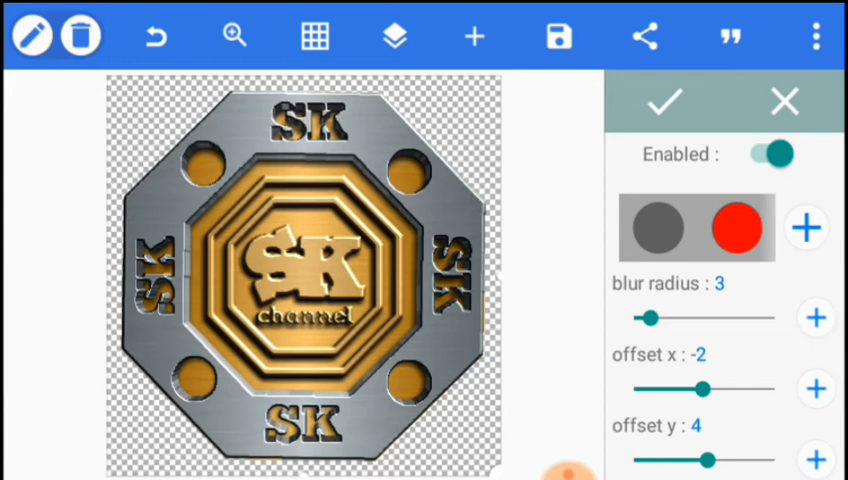 Enabled :
SK
blur radius : 3
SK
SK
SK
channel
offset x : -2
SK
offset y : 4